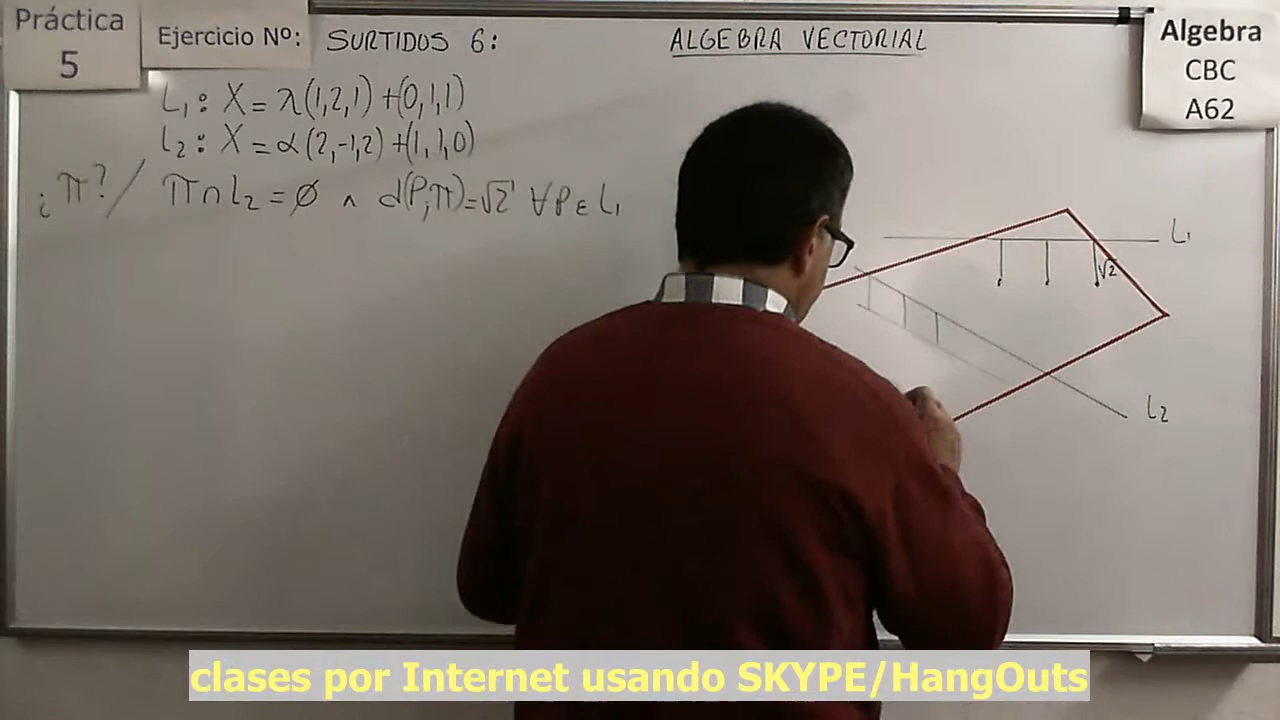 Práctica
5
Ejercicio Nº: SURTIDOS 6:
ALGEBRA VECTORIAL
Algebra
CBC
A62
L₁: X = λ(1,2,1) + (0,1,1)
L₂: X = α(2,-1,2) + (1,1,0)
¿π? / π ∩ L₂ = ∅ ∧ d(P,π) = √2 ∀ P ε L₁
L₁
√2
L₂
clases por Internet usando SKYPE/HangOuts